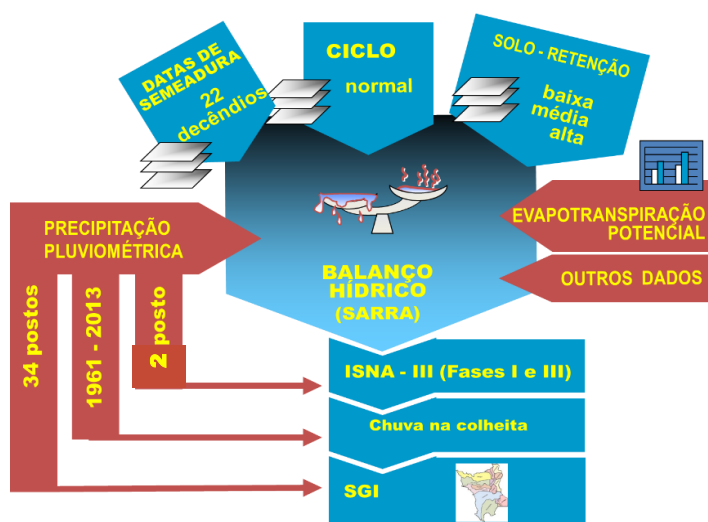 DATAS DE
SEMEADURA
22
decêndios
CICLO
normal
SOLO - RETENÇÃO
baixa
média
alta
PRECIPITAÇÃO
PLUVIOMÉTRICA
EVAPOTRANSPIRAÇÃO
POTENCIAL
OUTROS DADOS
BALANÇO
HÍDRICO
(SARRA)
34 postos
1961 - 2013
2 posto
ISNA - III (Fases I e III)
Chuva na colheita
SGI